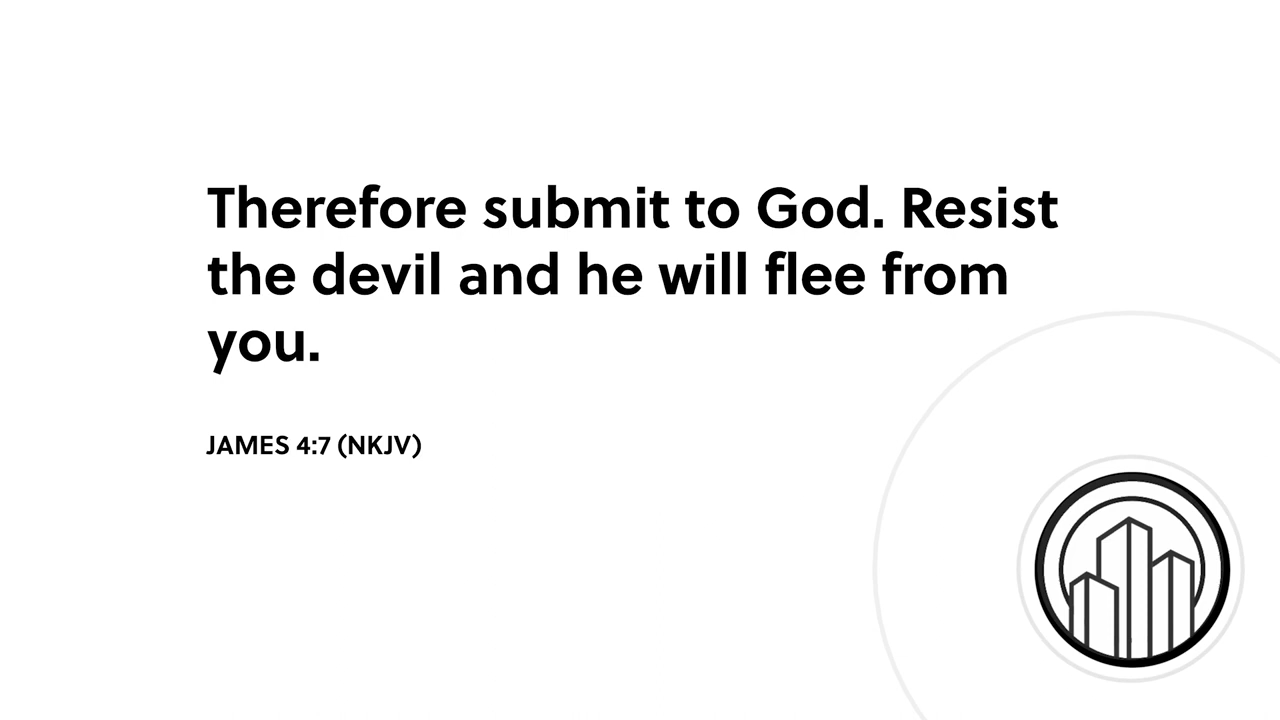 Therefore submit to God. Resist
the devil and he will flee from
you.
JAMES 4:7 (NKJV)